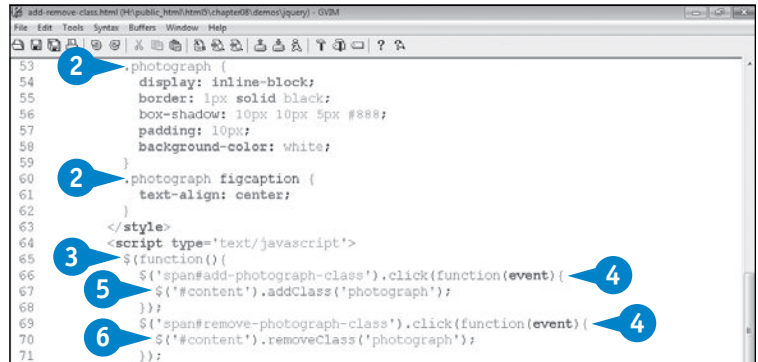 add-remove-class.html (H:\public_html\html5\chapter08\demos\jquery) - GVIM
File Edit Tools Syntax Buffers Window Help
53 2 .photograph {
54 display: inline-block;
55 border: 1px solid black;
56 box-shadow: 10px 10px 5px #888;
57 padding: 10px;
58 background-color: white;
59 }
60 2 .photograph figcaption {
61 text-align: center;
62 }
63 </style>
64 <script type='text/javascript'>
65 3 $(function(){
66 $('span#add-photograph-class').click(function(event){ 4
67 5 $('#content').addClass('photograph');
68 });
69 $('span#remove-photograph-class').click(function(event){ 4
70 6 $('#content').removeClass('photograph');
71 });